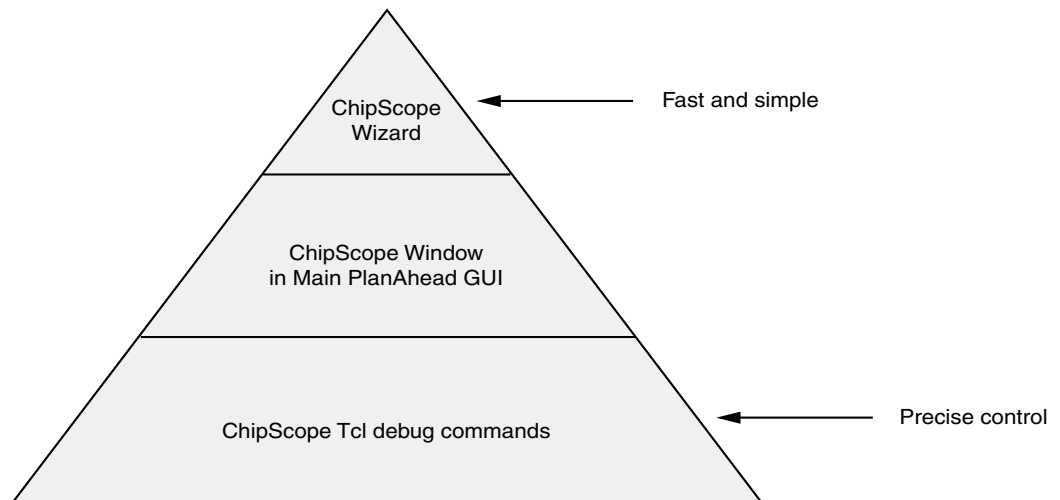 ChipScope
Wizard
Fast and simple
ChipScope Window
in Main PlanAhead GUI
ChipScope Tcl debug commands
Precise control